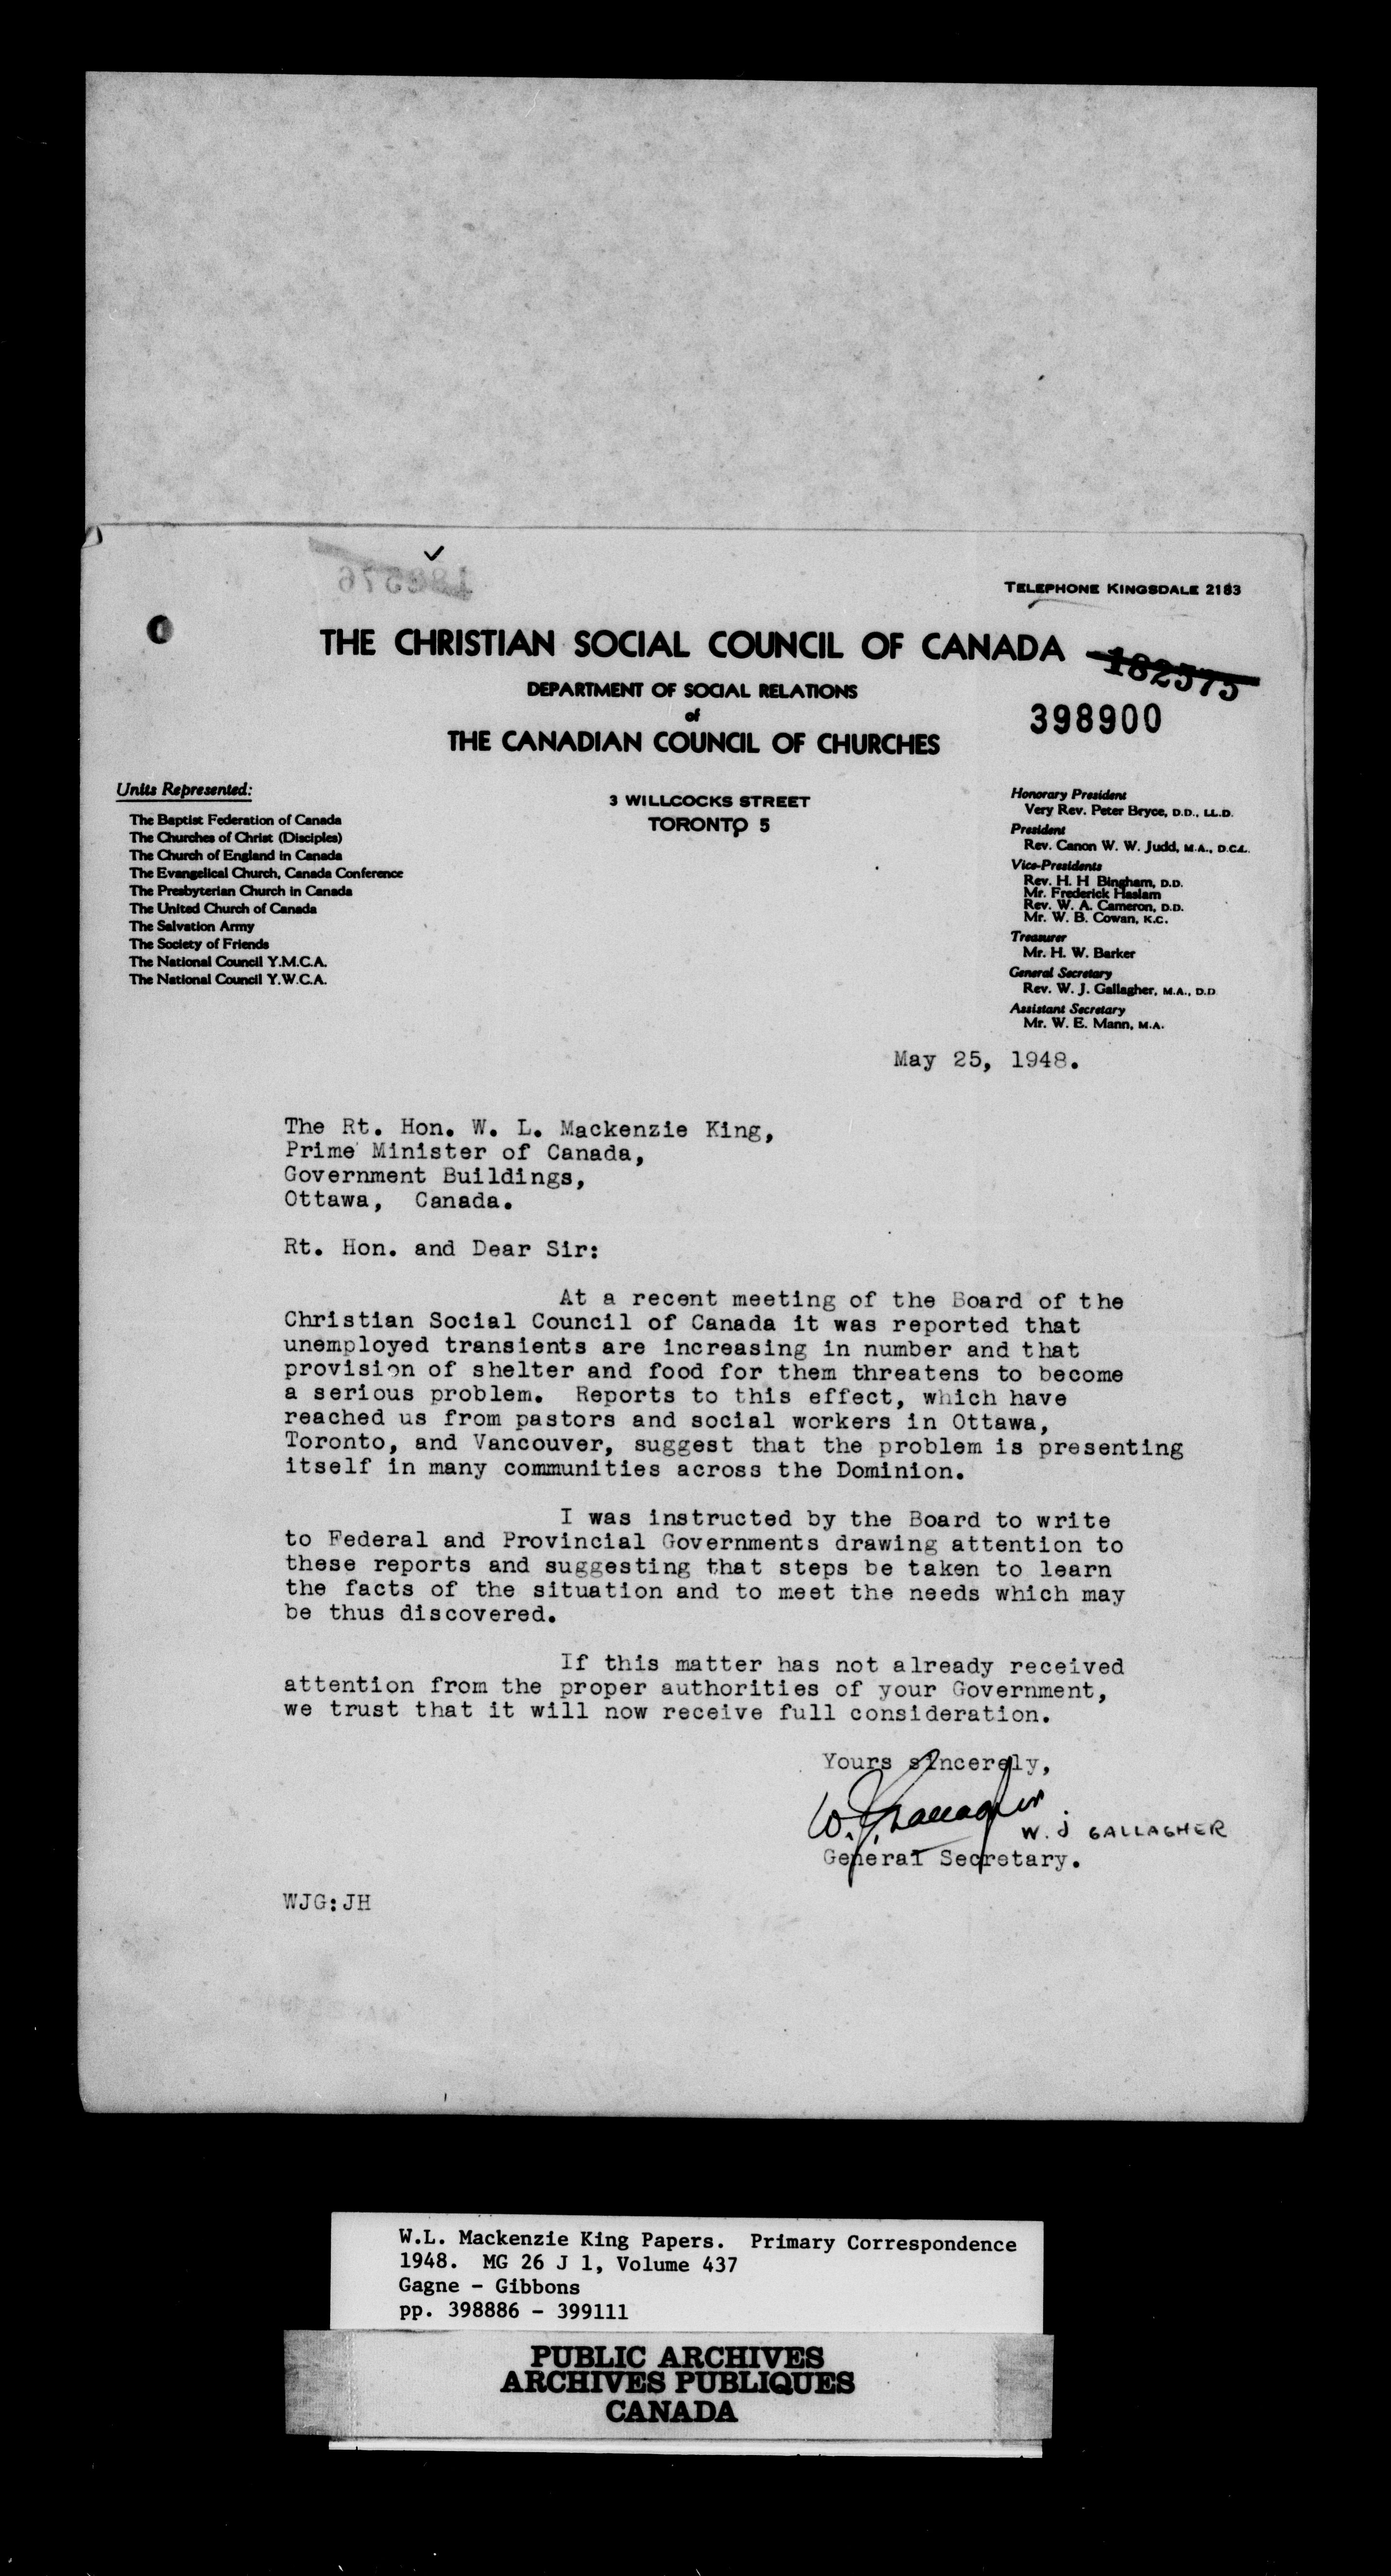 TELEPHONE KINGSDALE 2183
THE CHRISTIAN SOCIAL COUNCIL OF CANADA
182575
DEPARTMENT OF SOCIAL RELATIONS
of
398900
THE CANADIAN COUNCIL OF CHURCHES
Units Represented:
The Baptist Federation of Canada
The Churches of Christ (Disciples)
The Church of England in Canada
The Evangelical Church, Canada Conference
The Presbyterian Church in Canada
The United Church of Canada
The Salvation Army
The Society of Friends
The National Council Y.M.C.A.
The National Council Y.W.C.A.
3 WILLCOCKS STREET
TORONTO 5
Honorary President
Very Rev. Peter Bryce, D.D., LL.D.
President
Rev. Canon W. W. Judd, M.A., D.C.L.
Vice-Presidents
Rev. H. H Bingham, D.D.
Mr. Frederick Haslam
Rev. W. A. Cameron, D.D.
Mr. W. B. Cowan, K.C.
Treasurer
Mr. H. W. Barker
General Secretary
Rev. W. J. Gallagher, M.A., D.D
Assistant Secretary
Mr. W. E. Mann, M.A.
May 25, 1948.
The Rt. Hon. W. L. Mackenzie King,
Prime Minister of Canada,
Government Buildings,
Ottawa, Canada.
Rt. Hon. and Dear Sir:
At a recent meeting of the Board of the
Christian Social Council of Canada it was reported that
unemployed transients are increasing in number and that
provision of shelter and food for them threatens to become
a serious problem. Reports to this effect, which have
reached us from pastors and social workers in Ottawa,
Toronto, and Vancouver, suggest that the problem is presenting
itself in many communities across the Dominion.
I was instructed by the Board to write
to Federal and Provincial Governments drawing attention to
these reports and suggesting that steps be taken to learn
the facts of the situation and to meet the needs which may
be thus discovered.
If this matter has not already received
attention from the proper authorities of your Government,
we trust that it will now receive full consideration.
Yours sincerely,
W. J. Gallagher
W. J GALLAGHER
General Secretary.
WJG:JH
W.L. Mackenzie King Papers. Primary Correspondence
1948. MG 26 J 1, Volume 437
Gagne - Gibbons
pp. 398886 - 399111
PUBLIC ARCHIVES
ARCHIVES PUBLIQUES
CANADA